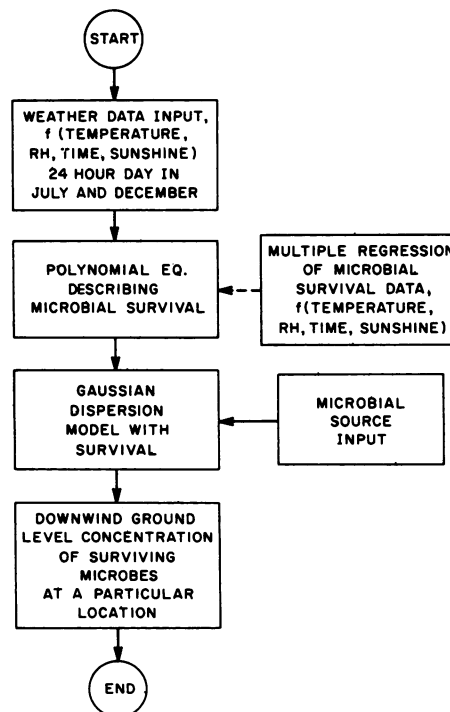 START
WEATHER DATA INPUT,
f (TEMPERATURE,
RH, TIME, SUNSHINE)
24 HOUR DAY IN
JULY AND DECEMBER
POLYNOMIAL EQ.
DESCRIBING
MICROBIAL SURVIVAL
MULTIPLE REGRESSION
OF MICROBIAL
SURVIVAL DATA,
f(TEMPERATURE,
RH, TIME, SUNSHINE)
GAUSSIAN
DISPERSION
MODEL WITH
SURVIVAL
MICROBIAL
SOURCE
INPUT
DOWNWIND GROUND
LEVEL CONCENTRATION
OF SURVIVING
MICROBES
AT A PARTICULAR
LOCATION
END